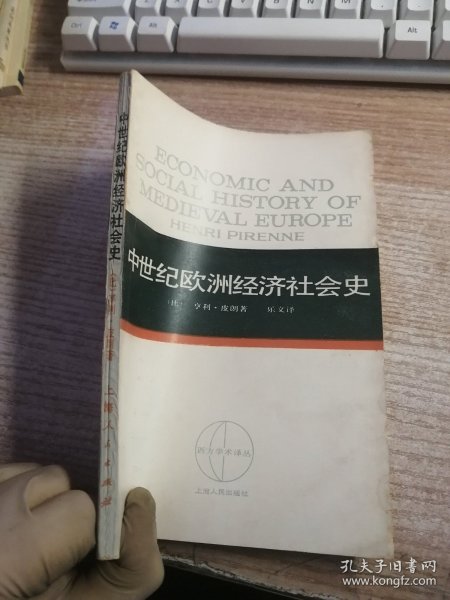 ECONOMIC AND
SOCIAL HISTORY OF
MEDIEVAL EUROPE
HENRI PIRENNE
中世纪欧洲经济社会史
〔比〕 亨利·皮朗著 乐文译
西方学术译丛
上海人民出版社
中世纪欧洲经济社会史
上海人民出版社
Ctrl
Alt
Alt
孔夫子旧书网
www.kongfz.com